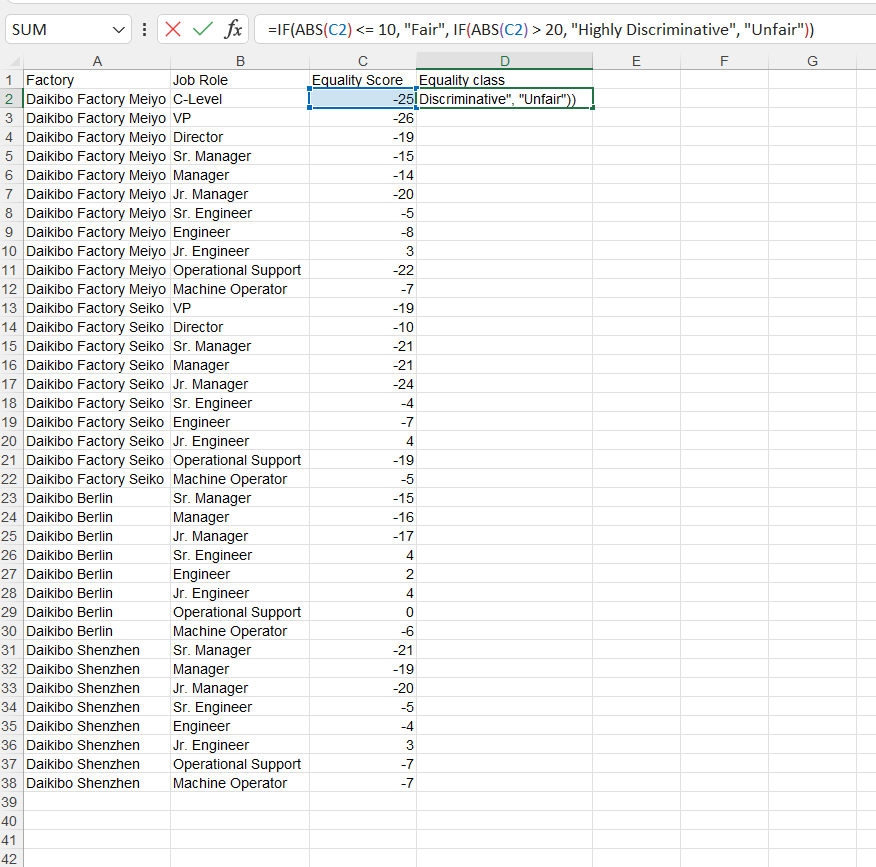 SUM =IF(ABS(C2) <= 10, "Fair", IF(ABS(C2) > 20, "Highly Discriminative", "Unfair"))
A B C D E F G
1 Factory Job Role Equality Score Equality class
2 Daikibo Factory Meiyo C-Level -25 Discriminative", "Unfair"))
3 Daikibo Factory Meiyo VP -26
4 Daikibo Factory Meiyo Director -19
5 Daikibo Factory Meiyo Sr. Manager -15
6 Daikibo Factory Meiyo Manager -14
7 Daikibo Factory Meiyo Jr. Manager -20
8 Daikibo Factory Meiyo Sr. Engineer -5
9 Daikibo Factory Meiyo Engineer -8
10 Daikibo Factory Meiyo Jr. Engineer 3
11 Daikibo Factory Meiyo Operational Support -22
12 Daikibo Factory Meiyo Machine Operator -7
13 Daikibo Factory Seiko VP -19
14 Daikibo Factory Seiko Director -10
15 Daikibo Factory Seiko Sr. Manager -21
16 Daikibo Factory Seiko Manager -21
17 Daikibo Factory Seiko Jr. Manager -24
18 Daikibo Factory Seiko Sr. Engineer -4
19 Daikibo Factory Seiko Engineer -7
20 Daikibo Factory Seiko Jr. Engineer 4
21 Daikibo Factory Seiko Operational Support -19
22 Daikibo Factory Seiko Machine Operator -5
23 Daikibo Berlin Sr. Manager -15
24 Daikibo Berlin Manager -16
25 Daikibo Berlin Jr. Manager -17
26 Daikibo Berlin Sr. Engineer 4
27 Daikibo Berlin Engineer 2
28 Daikibo Berlin Jr. Engineer 4
29 Daikibo Berlin Operational Support 0
30 Daikibo Berlin Machine Operator -6
31 Daikibo Shenzhen Sr. Manager -21
32 Daikibo Shenzhen Manager -19
33 Daikibo Shenzhen Jr. Manager -20
34 Daikibo Shenzhen Sr. Engineer -5
35 Daikibo Shenzhen Engineer -4
36 Daikibo Shenzhen Jr. Engineer 3
37 Daikibo Shenzhen Operational Support -7
38 Daikibo Shenzhen Machine Operator -7
39
40
41
42